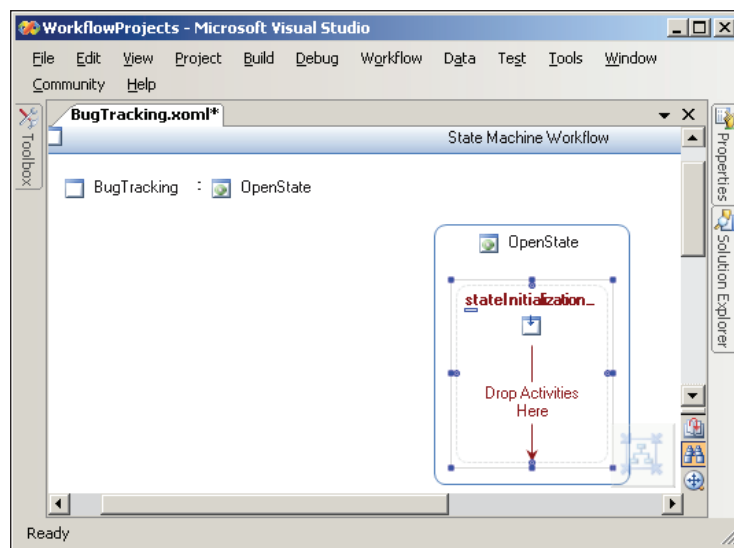 WorkflowProjects - Microsoft Visual Studio
File Edit View Project Build Debug Workflow Data Test Tools Window
Community Help
Toolbox
BugTracking.xoml*
State Machine Workflow
BugTracking : OpenState
OpenState
stateInitialization_
Drop Activities
Here
Properties
Solution Explorer
Ready